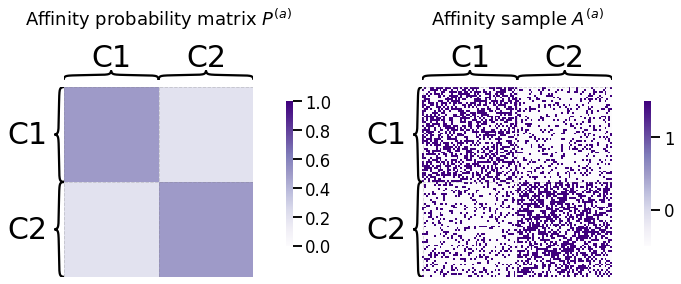 Affinity probability matrix P^(a)
C1 C2
C1
C2
1.0
0.8
0.6
0.4
0.2
0.0
Affinity sample A^(a)
C1 C2
C1
C2
1
0